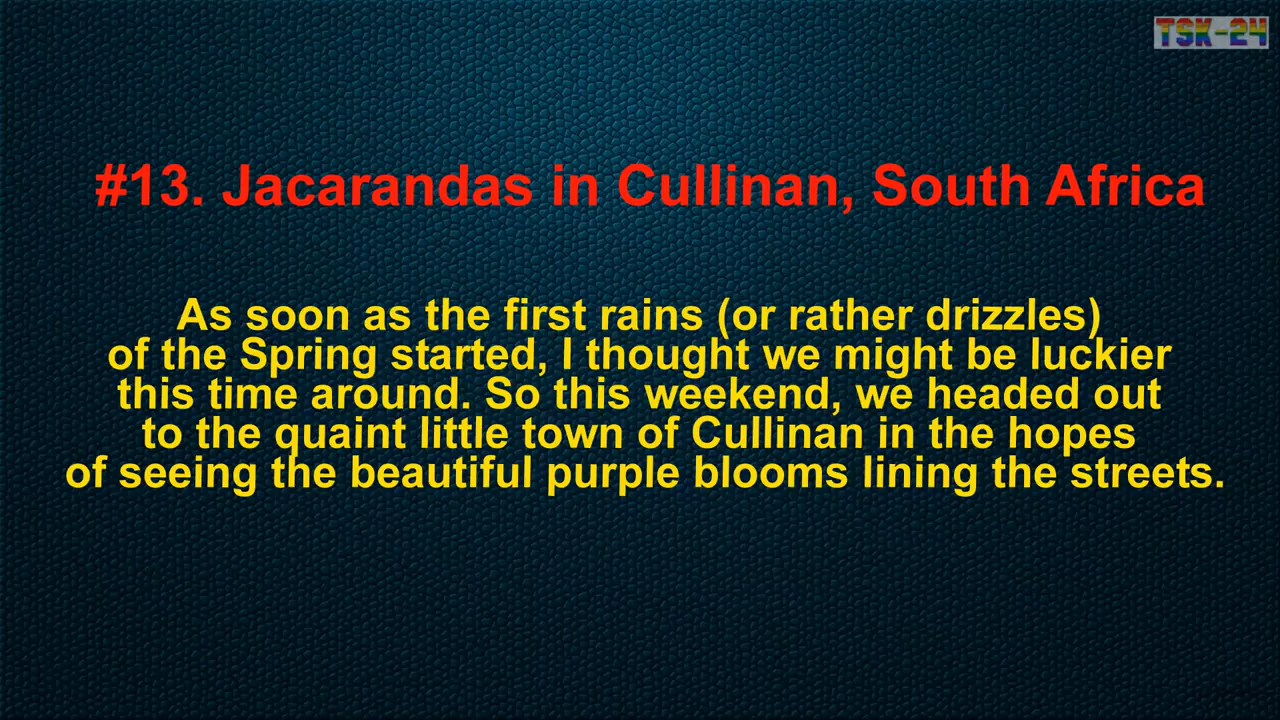 TSK-24
#13. Jacarandas in Cullinan, South Africa
As soon as the first rains (or rather drizzles)
of the Spring started, I thought we might be luckier
this time around. So this weekend, we headed out
to the quaint little town of Cullinan in the hopes
of seeing the beautiful purple blooms lining the streets.